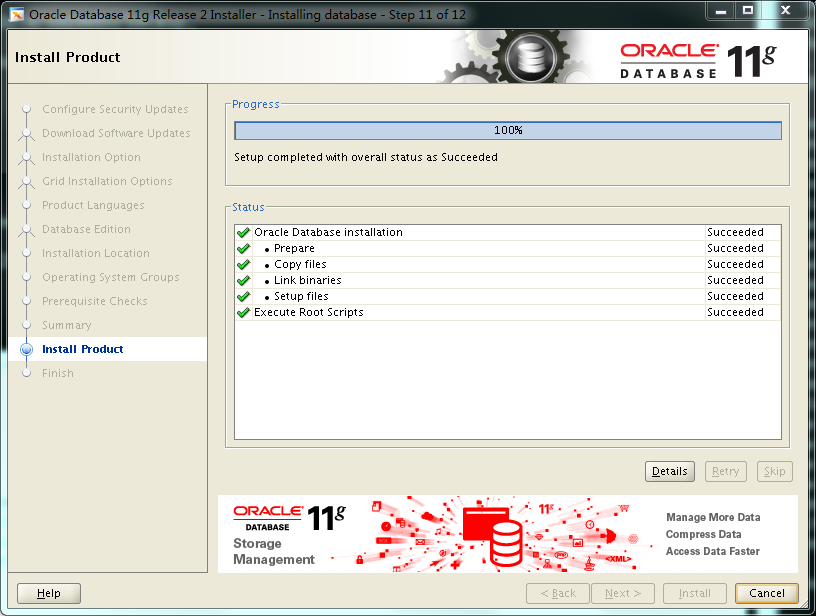 Oracle Database 11g Release 2 Installer - Installing database - Step 11 of 12
Install Product
ORACLE
DATABASE 11g
Configure Security Updates
Download Software Updates
Installation Option
Grid Installation Options
Product Languages
Database Edition
Installation Location
Operating System Groups
Prerequisite Checks
Summary
Install Product
Finish
Progress
100%
Setup completed with overall status as Succeeded
Status
Oracle Database installation Succeeded
• Prepare Succeeded
• Copy files Succeeded
• Link binaries Succeeded
• Setup files Succeeded
Execute Root Scripts Succeeded
Details Retry Skip
ORACLE
DATABASE 11g
Storage
Management
11g
<XML>
Manage More Data
Compress Data
Access Data Faster
Help < Back Next > Install Cancel